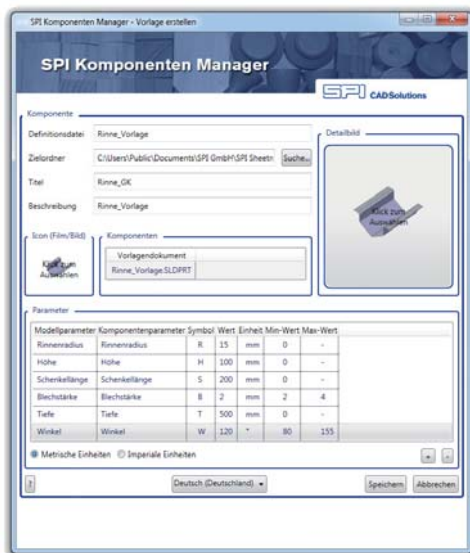 SPI Komponenten Manager - Vorlage erstellen
SPI Komponenten Manager
SPI CADSolutions
Komponente
Definitionsdatei Rinne_Vorlage
Zielordner C:\Users\Public\Documents\SPI GmbH\SPI Sheetm Suche...
Titel Rinne_GK
Beschreibung Rinne_Vorlage
Detailbild
Klick zum
Auswählen
Icon (Film/Bild)
Klick zum
Auswählen
Komponenten
Vorlagendokument
Rinne_Vorlage.SLDPRT
Parameter
Modellparameter Komponentenparameter Symbol Wert Einheit Min-Wert Max-Wert
Rinnenradius Rinnenradius R 15 mm 0 -
Höhe Höhe H 100 mm 0 -
Schenkellänge Schenkellänge S 200 mm 0 -
Blechstärke Blechstärke B 2 mm 2 4
Tiefe Tiefe T 500 mm 0 -
Winkel Winkel W 120 ° 80 155
Metrische Einheiten Imperiale Einheiten + -
? Deutsch (Deutschland) Speichern Abbrechen